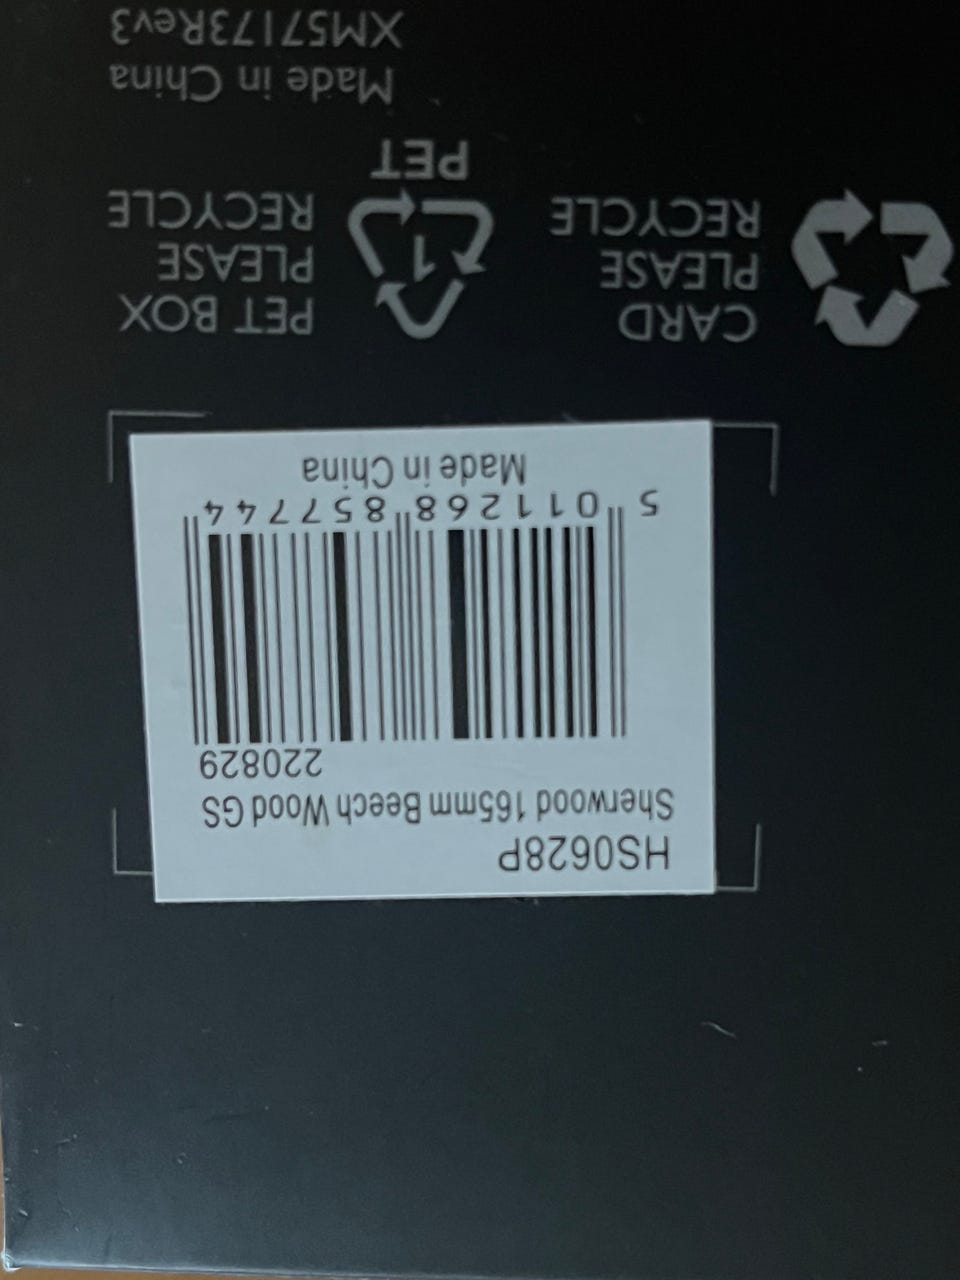 HS0628P
Sherwood 165mm Beech Wood GS
220829
5 011268 857744
Made in China
CARD
PLEASE
RECYCLE
1
PET
PET BOX
PLEASE
RECYCLE
Made in China
XM57173Rev3